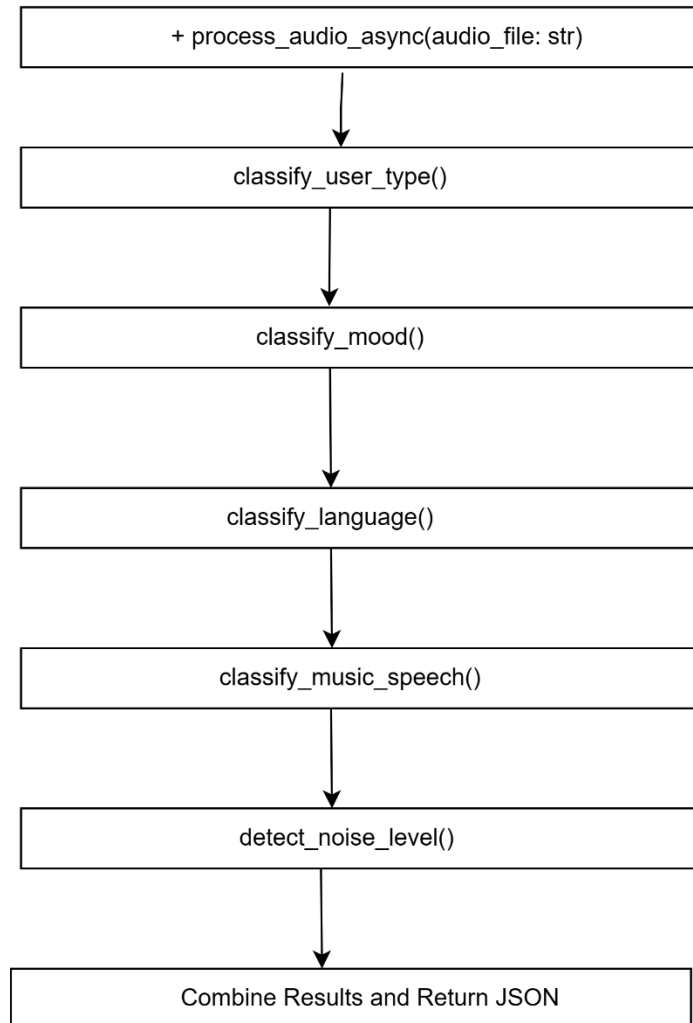 + process_audio_async(audio_file: str)
classify_user_type()
classify_mood()
classify_language()
classify_music_speech()
detect_noise_level()
Combine Results and Return JSON